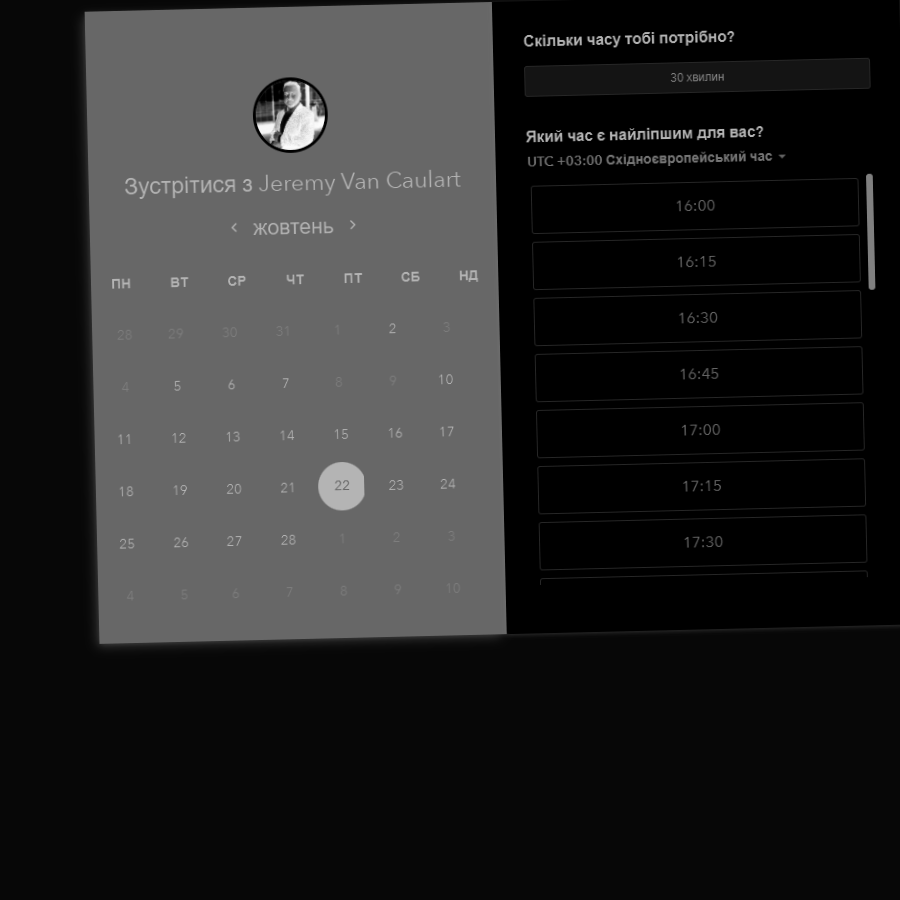 Зустрітися з Jeremy Van Caulart
жовтень
ПН ВТ СР ЧТ ПТ СБ НД
28 29 30 31 1 2 3
4 5 6 7 8 9 10
11 12 13 14 15 16 17
18 19 20 21 22 23 24
25 26 27 28 1 2 3
4 5 6 7 8 9 10
Скільки часу тобі потрібно?
30 хвилин
Який час є найліпшим для вас?
UTC +03:00 Східноєвропейський час
16:00
16:15
16:30
16:45
17:00
17:15
17:30